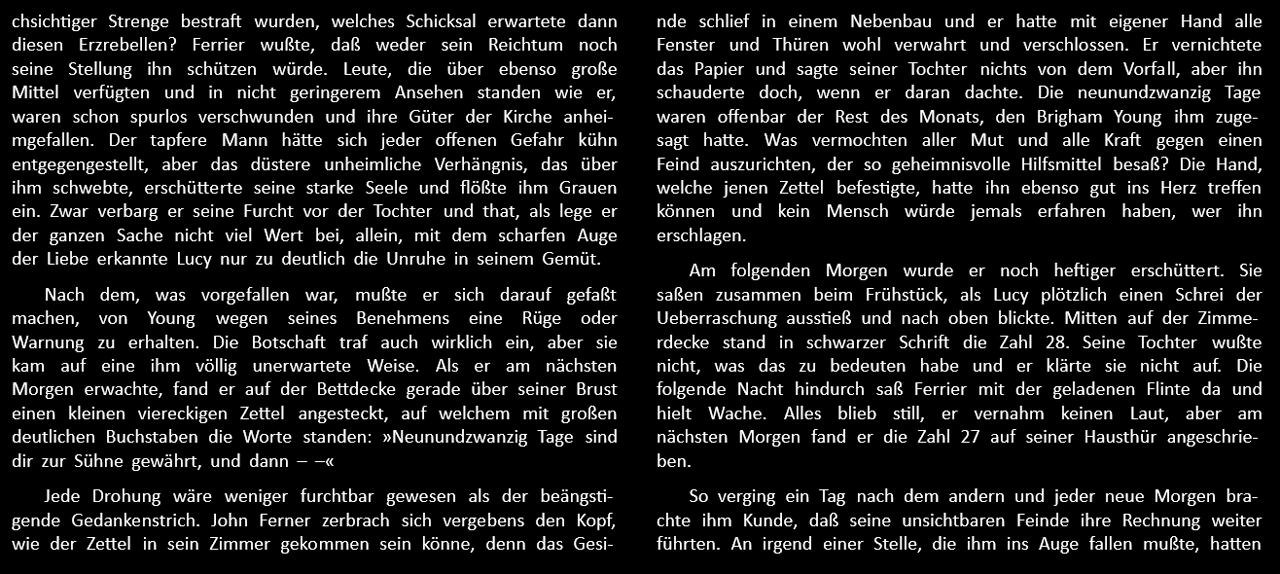 chsichtiger Strenge bestraft wurden, welches Schicksal erwartete dann
diesen Erzrebellen? Ferrier wußte, daß weder sein Reichtum noch
seine Stellung ihn schützen würde. Leute, die über ebenso große
Mittel verfügten und in nicht geringerem Ansehen standen wie er,
waren schon spurlos verschwunden und ihre Güter der Kirche anhei-
mgefallen. Der tapfere Mann hätte sich jeder offenen Gefahr kühn
entgegengestellt, aber das düstere unheimliche Verhängnis, das über
ihm schwebte, erschütterte seine starke Seele und flößte ihm Grauen
ein. Zwar verbarg er seine Furcht vor der Tochter und that, als lege er
der ganzen Sache nicht viel Wert bei, allein, mit dem scharfen Auge
der Liebe erkannte Lucy nur zu deutlich die Unruhe in seinem Gemüt.
Nach dem, was vorgefallen war, mußte er sich darauf gefaßt
machen, von Young wegen seines Benehmens eine Rüge oder
Warnung zu erhalten. Die Botschaft traf auch wirklich ein, aber sie
kam auf eine ihm völlig unerwartete Weise. Als er am nächsten
Morgen erwachte, fand er auf der Bettdecke gerade über seiner Brust
einen kleinen viereckigen Zettel angesteckt, auf welchem mit großen
deutlichen Buchstaben die Worte standen: »Neunundzwanzig Tage sind
dir zur Sühne gewährt, und dann – –«
Jede Drohung wäre weniger furchtbar gewesen als der beängsti-
gende Gedankenstrich. John Ferner zerbrach sich vergebens den Kopf,
wie der Zettel in sein Zimmer gekommen sein könne, denn das Gesi-
nde schlief in einem Nebenbau und er hatte mit eigener Hand alle
Fenster und Thüren wohl verwahrt und verschlossen. Er vernichtete
das Papier und sagte seiner Tochter nichts von dem Vorfall, aber ihn
schauderte doch, wenn er daran dachte. Die neunundzwanzig Tage
waren offenbar der Rest des Monats, den Brigham Young ihm zuge-
sagt hatte. Was vermochten aller Mut und alle Kraft gegen einen
Feind auszurichten, der so geheimnisvolle Hilfsmittel besaß? Die Hand,
welche jenen Zettel befestigte, hatte ihn ebenso gut ins Herz treffen
können und kein Mensch würde jemals erfahren haben, wer ihn
erschlagen.
Am folgenden Morgen wurde er noch heftiger erschüttert. Sie
saßen zusammen beim Frühstück, als Lucy plötzlich einen Schrei der
Ueberraschung ausstieß und nach oben blickte. Mitten auf der Zimme-
rdecke stand in schwarzer Schrift die Zahl 28. Seine Tochter wußte
nicht, was das zu bedeuten habe und er klärte sie nicht auf. Die
folgende Nacht hindurch saß Ferrier mit der geladenen Flinte da und
hielt Wache. Alles blieb still, er vernahm keinen Laut, aber am
nächsten Morgen fand er die Zahl 27 auf seiner Hausthür angeschrie-
ben.
So verging ein Tag nach dem andern und jeder neue Morgen bra-
chte ihm Kunde, daß seine unsichtbaren Feinde ihre Rechnung weiter
führten. An irgend einer Stelle, die ihm ins Auge fallen mußte, hatten